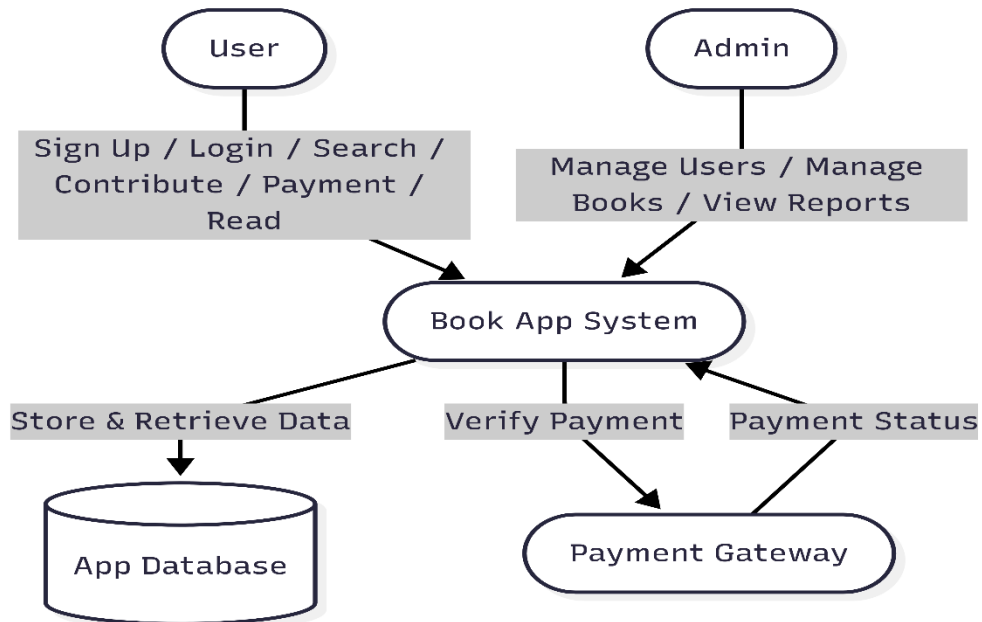 User
Admin
Sign Up / Login / Search /
Contribute / Payment /
Read
Manage Users / Manage
Books / View Reports
Book App System
Store & Retrieve Data
Verify Payment
Payment Status
App Database
Payment Gateway